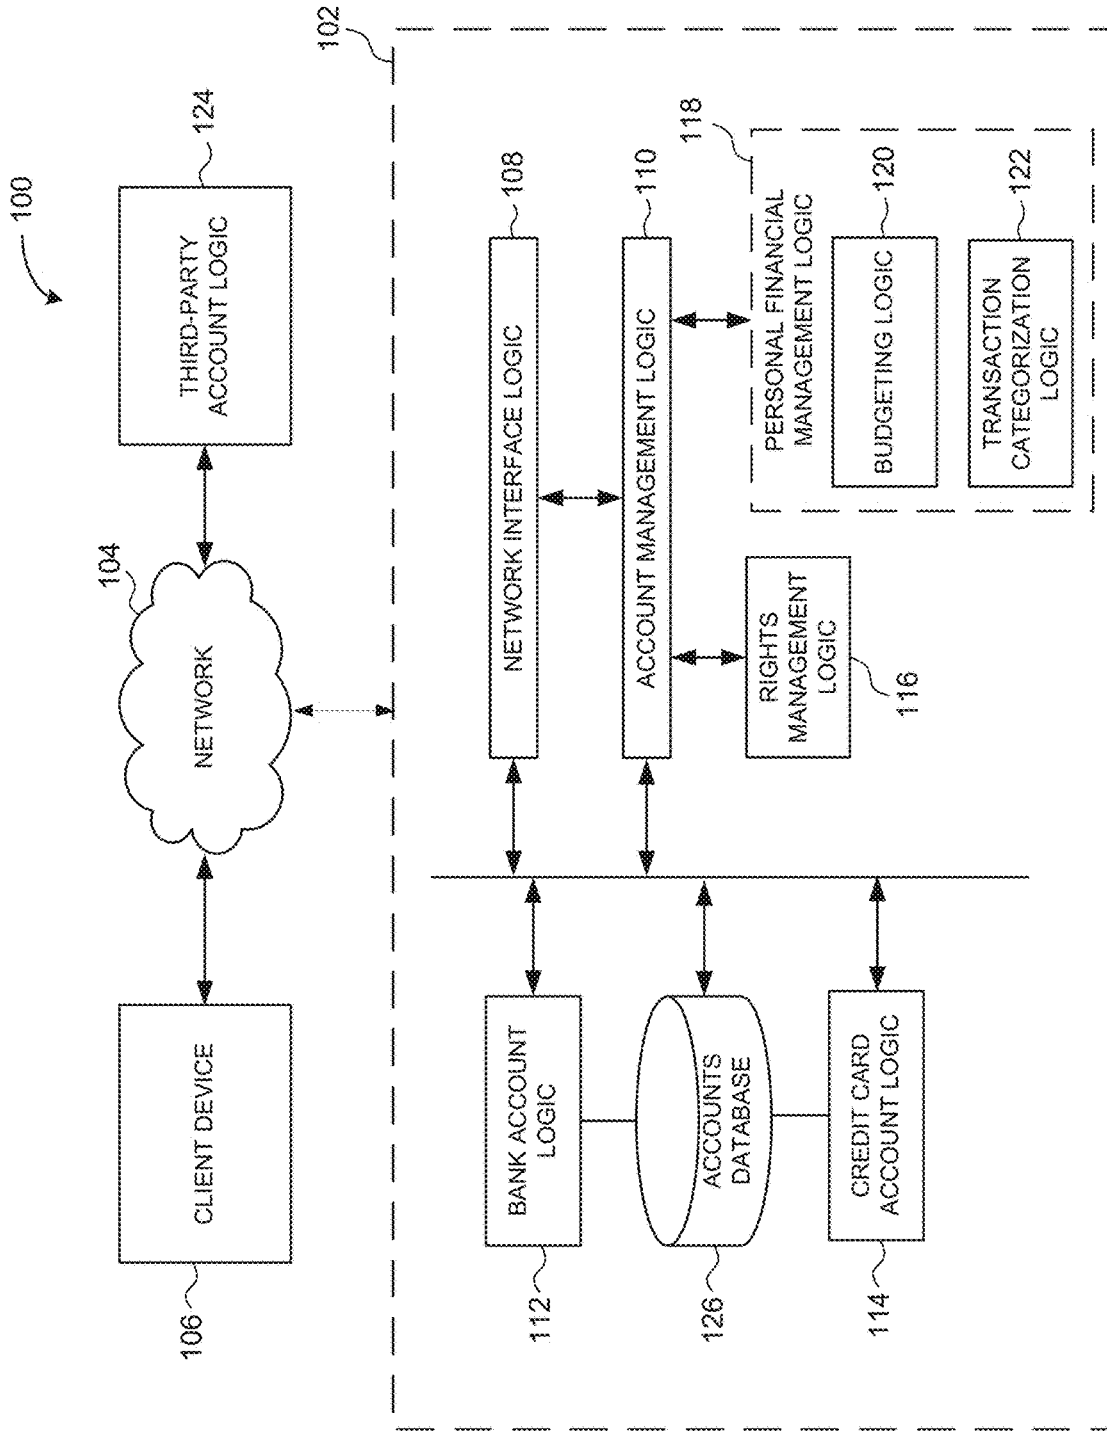 100
CLIENT DEVICE
106
NETWORK
104
THIRD-PARTY
ACCOUNT LOGIC
124
102
BANK ACCOUNT
LOGIC
112
NETWORK INTERFACE LOGIC
108
ACCOUNTS
DATABASE
126
ACCOUNT MANAGEMENT LOGIC
110
CREDIT CARD
ACCOUNT LOGIC
114
RIGHTS
MANAGEMENT
LOGIC
116
118
PERSONAL FINANCIAL
MANAGEMENT LOGIC
BUDGETING LOGIC
120
TRANSACTION
CATEGORIZATION
LOGIC
122